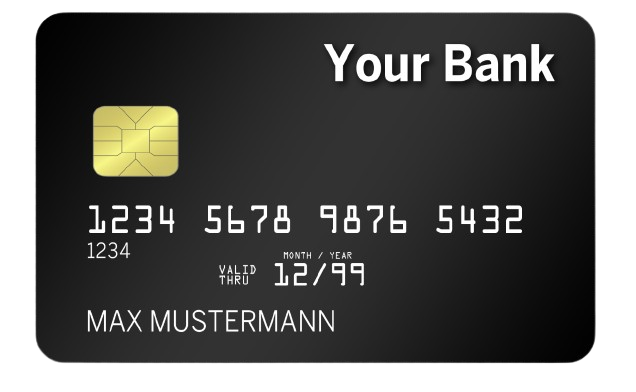 Your Bank
1234 5678 9876 5432
1234
MONTH / YEAR
VALID THRU 12/99
MAX MUSTERMANN